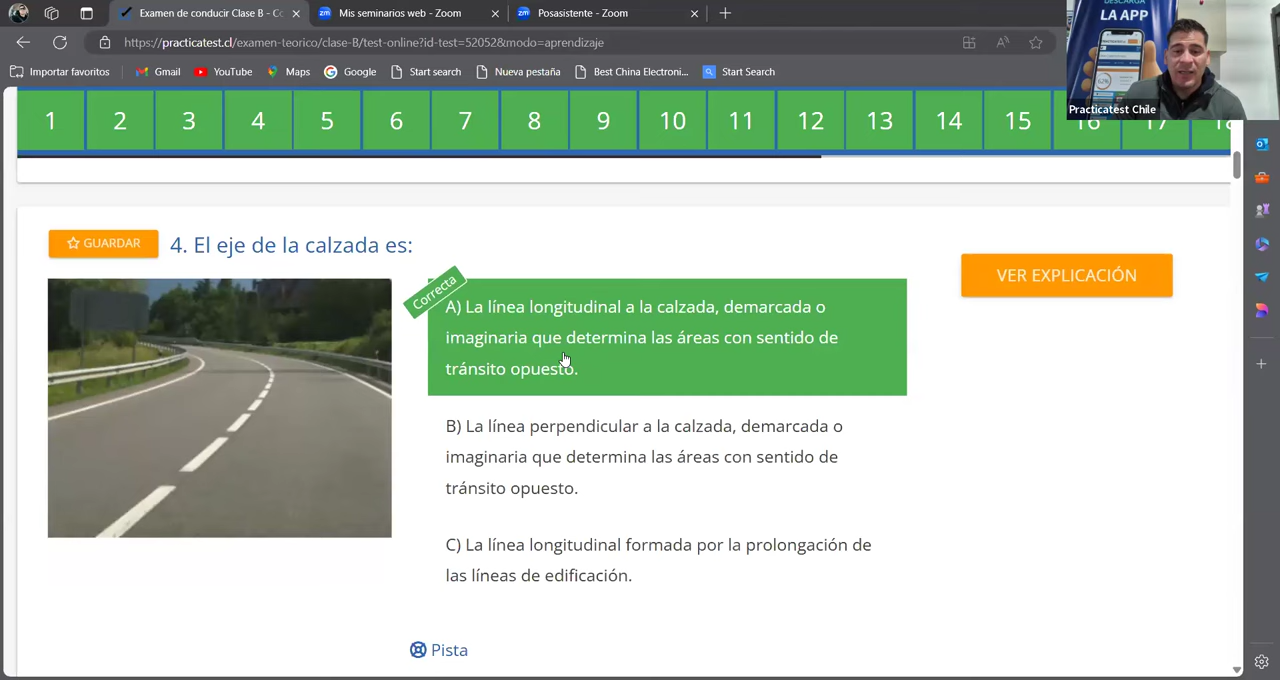 Examen de conducir Clase B - Cc
Mis seminarios web - Zoom
Posasistente - Zoom
https://practicatest.cl/examen-teorico/clase-B/test-online?id-test=52052&modo=aprendizaje
Importar favoritos
Gmail
YouTube
Maps
Google
Start search
Nueva pestaña
Best China Electroni...
Start Search
DESCARGA
LA APP
Practicatest Chile
1 2 3 4 5 6 7 8 9 10 11 12 13 14 15 16 17 18
GUARDAR
4. El eje de la calzada es:
VER EXPLICACIÓN
Correcta
A) La línea longitudinal a la calzada, demarcada o
imaginaria que determina las áreas con sentido de
tránsito opuesto.
B) La línea perpendicular a la calzada, demarcada o
imaginaria que determina las áreas con sentido de
tránsito opuesto.
C) La línea longitudinal formada por la prolongación de
las líneas de edificación.
Pista